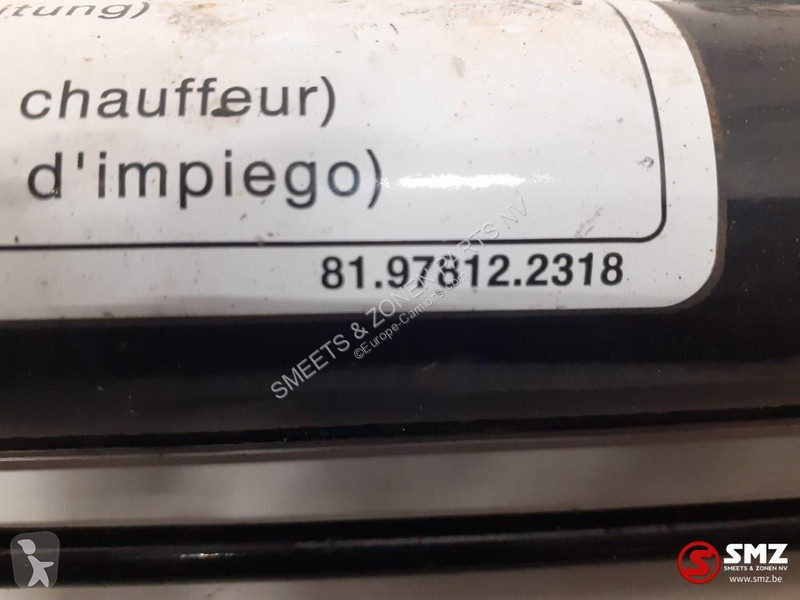 itung)
chauffeur)
d'impiego)
81.97812.2318
SMEETS & ZONEN PARTS NV
©Europe-Camions.com
SMZ
SMEETS & ZONEN NV
www.smz.be